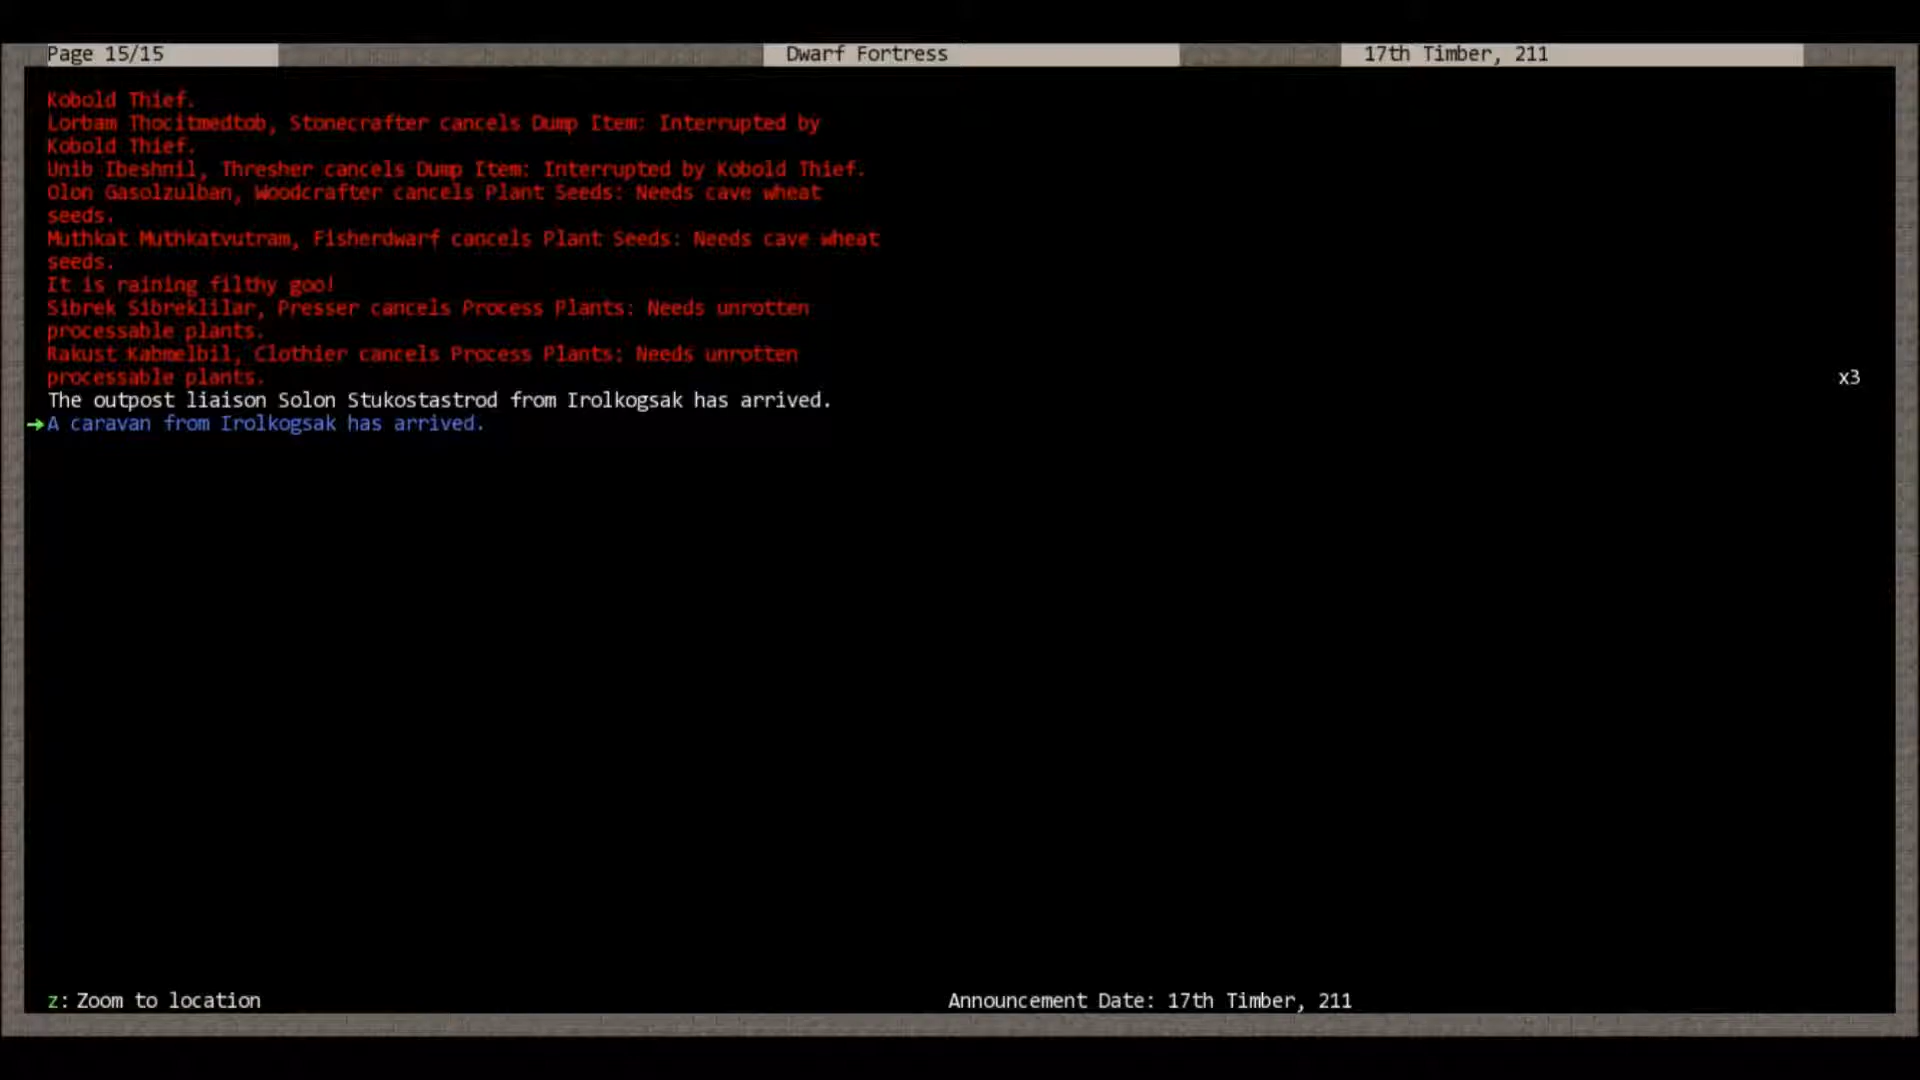 Page 15/15 Dwarf Fortress 17th Timber, 211
Kobold Thief.
Lorbam Thocitmedtob, Stonecrafter cancels Dump Item: Interrupted by
Kobold Thief.
Unib Ibeshnil, Thresher cancels Dump Item: Interrupted by Kobold Thief.
Olon Gasolzulban, Woodcrafter cancels Plant Seeds: Needs cave wheat
seeds.
Muthkat Muthkatvutram, Fisherdwarf cancels Plant Seeds: Needs cave wheat
seeds.
It is raining filthy goo!
Sibrek Sibreklilar, Presser cancels Process Plants: Needs unrotten
processable plants.
Rakust Kabmelbil, Clothier cancels Process Plants: Needs unrotten
processable plants. x3
The outpost liaison Solon Stukostastrod from Irolkogsak has arrived.
A caravan from Irolkogsak has arrived.
z: Zoom to location Announcement Date: 17th Timber, 211